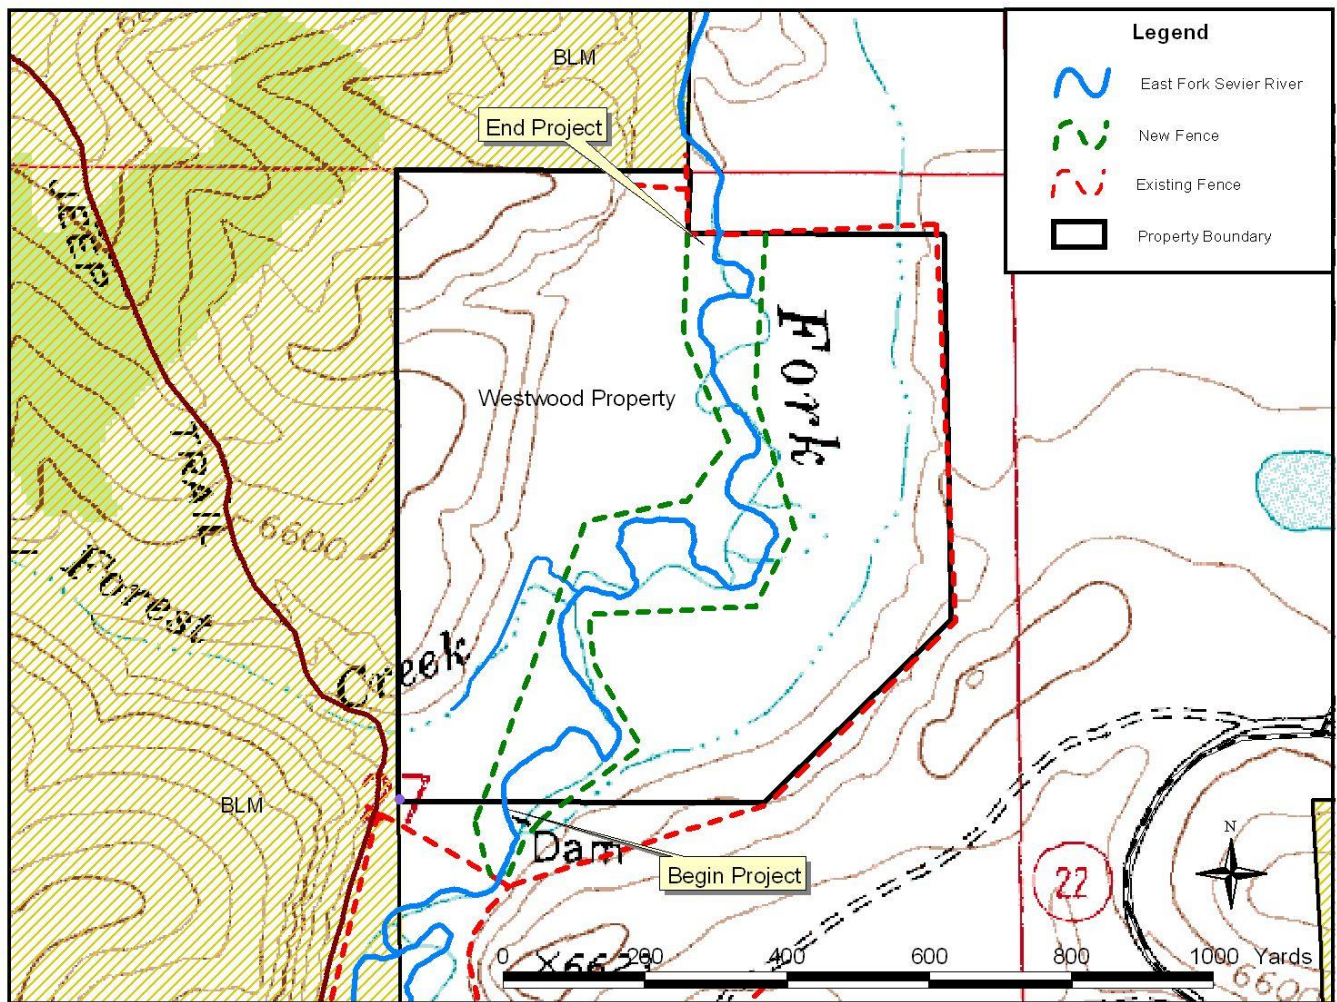 Legend
East Fork Sevier River
New Fence
Existing Fence
Property Boundary
BLM
End Project
JEEP
TRAIL
Fork
Westwood Property
6600
Forest
Creek
BLM
Dam
Begin Project
22
N
0 200 400 600 800 1000 Yards
6600